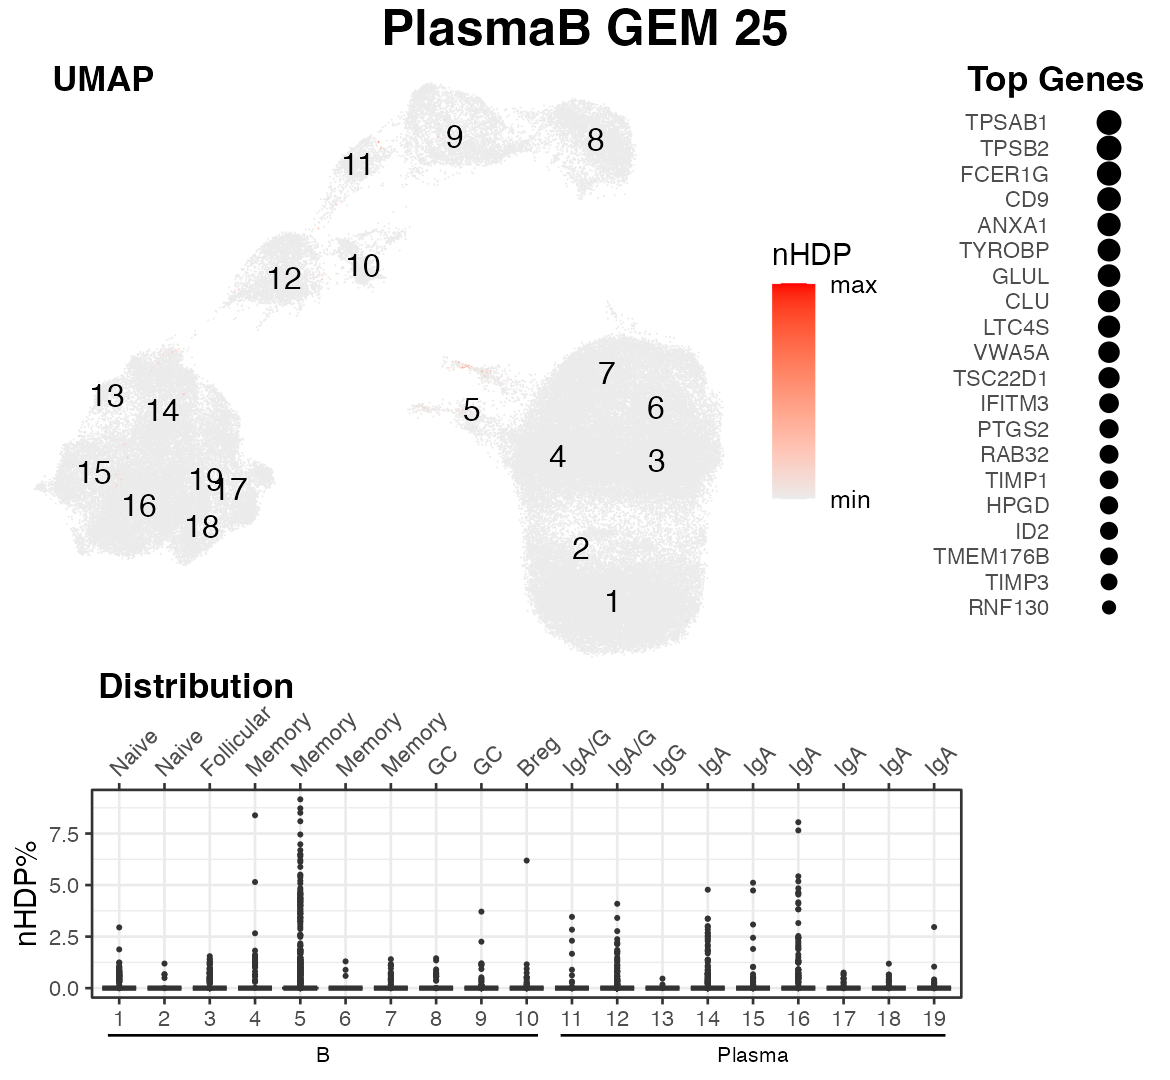 PlasmaB GEM 25
UMAP
Top Genes
9
8
11
12
10
7
13
14
5
6
4
3
15
16
19
17
18
2
1
nHDP
max
min
TPSAB1
TPSB2
FCER1G
CD9
ANXA1
TYROBP
GLUL
CLU
LTC4S
VWA5A
TSC22D1
IFITM3
PTGS2
RAB32
TIMP1
HPGD
ID2
TMEM176B
TIMP3
RNF130
Distribution
Naive Naive Follicular Memory Memory Memory Memory GC GC Breg IgA/G IgA/G IgG IgA IgA IgA IgA IgA IgA
nHDP%
7.5
5.0
2.5
0.0
1 2 3 4 5 6 7 8 9 10 11 12 13 14 15 16 17 18 19
B Plasma